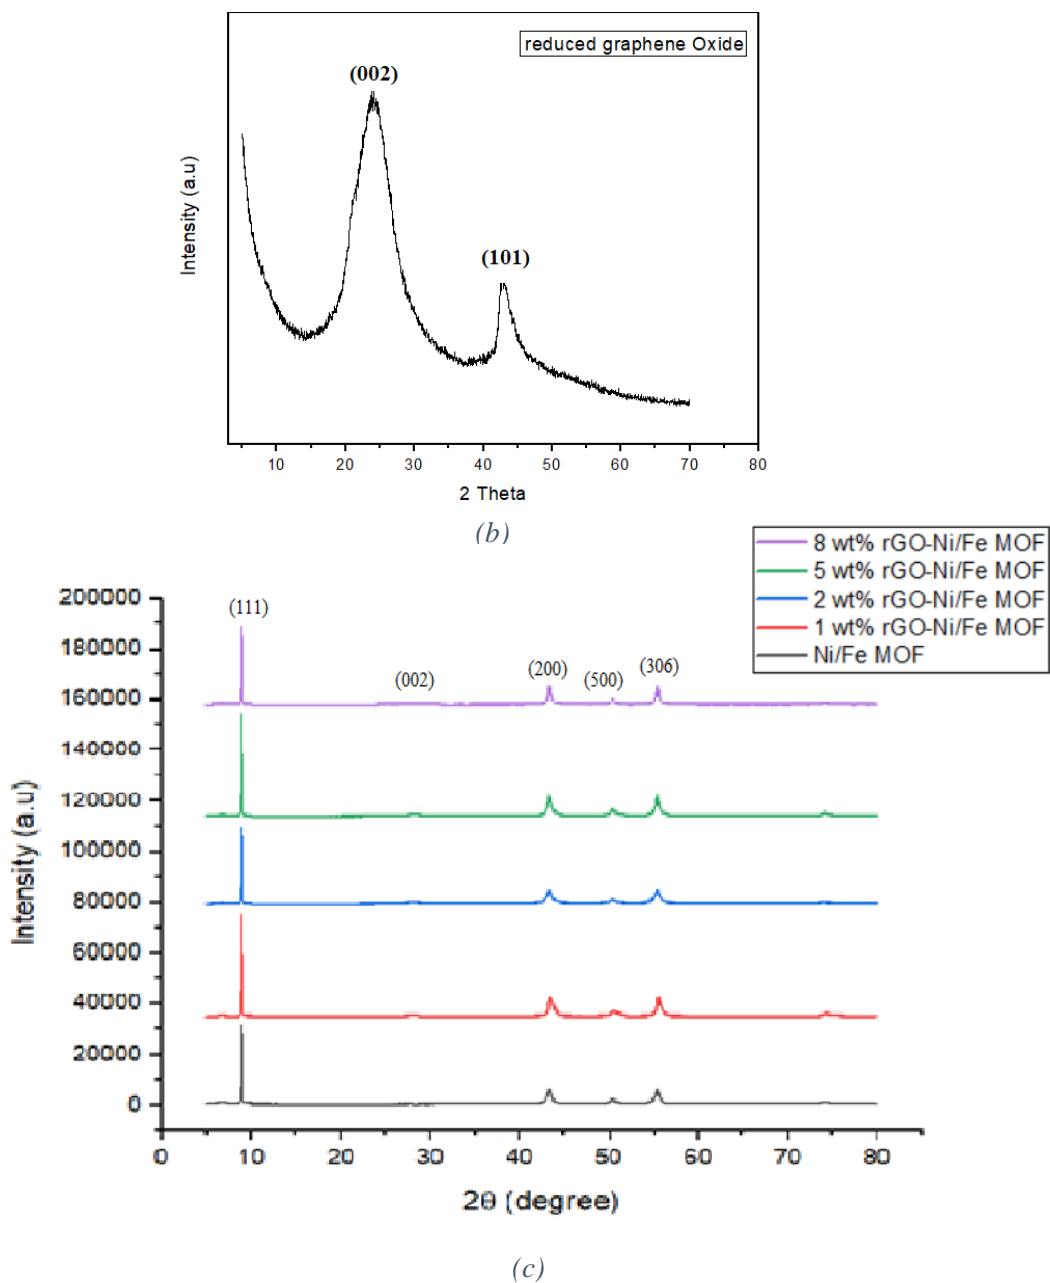 reduced graphene Oxide
(002)
(101)
Intensity (a.u)
10 20 30 40 50 60 70 80
2 Theta
(b)
8 wt% rGO-Ni/Fe MOF
5 wt% rGO-Ni/Fe MOF
2 wt% rGO-Ni/Fe MOF
1 wt% rGO-Ni/Fe MOF
Ni/Fe MOF
200000
180000
160000
140000
120000
100000
80000
60000
40000
20000
0
(111)
(002)
(200)
(500)
(306)
Intensity (a.u)
0 10 20 30 40 50 60 70 80
2θ (degree)
(c)